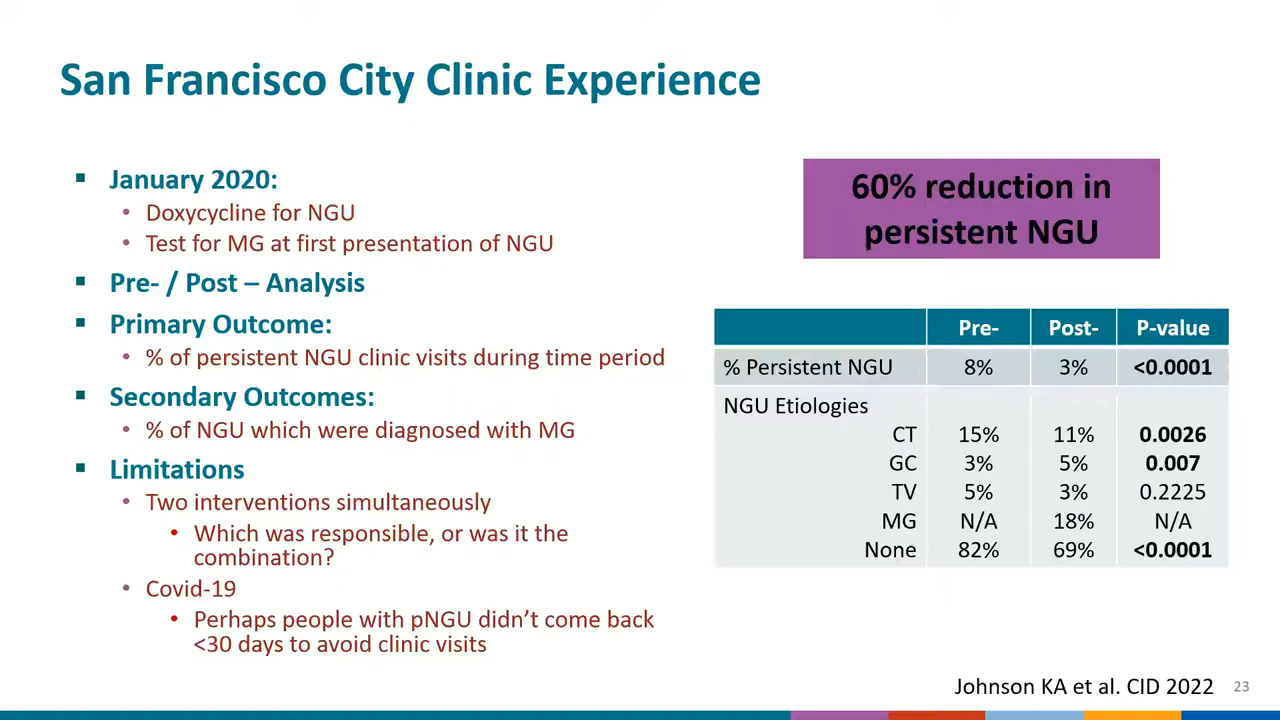 San Francisco City Clinic Experience
▪ January 2020:
• Doxycycline for NGU
• Test for MG at first presentation of NGU
▪ Pre- / Post – Analysis
▪ Primary Outcome:
• % of persistent NGU clinic visits during time period
▪ Secondary Outcomes:
• % of NGU which were diagnosed with MG
▪ Limitations
• Two interventions simultaneously
• Which was responsible, or was it the
combination?
• Covid-19
• Perhaps people with pNGU didn’t come back
<30 days to avoid clinic visits
60% reduction in
persistent NGU
Pre- Post- P-value
% Persistent NGU 8% 3% <0.0001
NGU Etiologies
CT 15% 11% 0.0026
GC 3% 5% 0.007
TV 5% 3% 0.2225
MG N/A 18% N/A
None 82% 69% <0.0001
Johnson KA et al. CID 2022 23